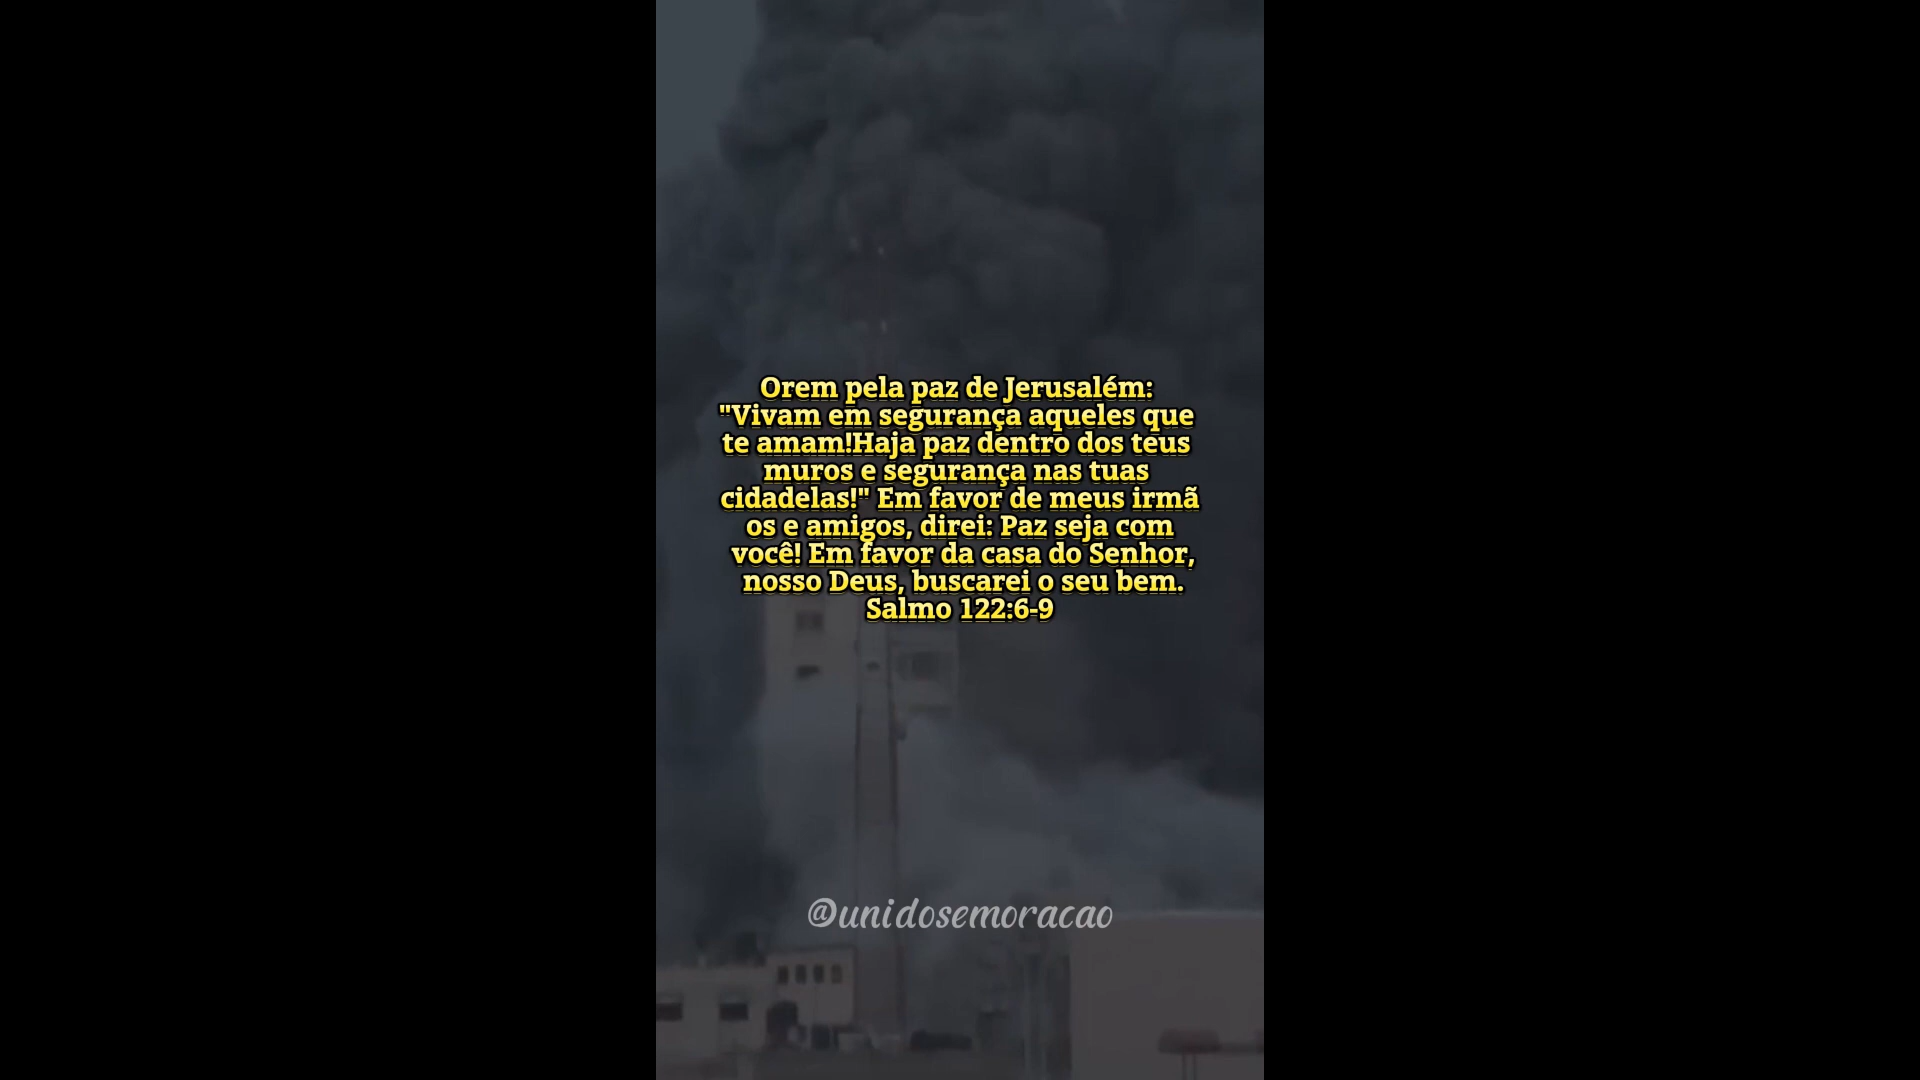 Orem pela paz de Jerusalém:
"Vivam em segurança aqueles que
te amam!Haja paz dentro dos teus
muros e segurança nas tuas
cidadelas!" Em favor de meus irmã
os e amigos, direi: Paz seja com
você! Em favor da casa do Senhor,
nosso Deus, buscarei o seu bem.
Salmo 122:6-9
@unidosemoracao